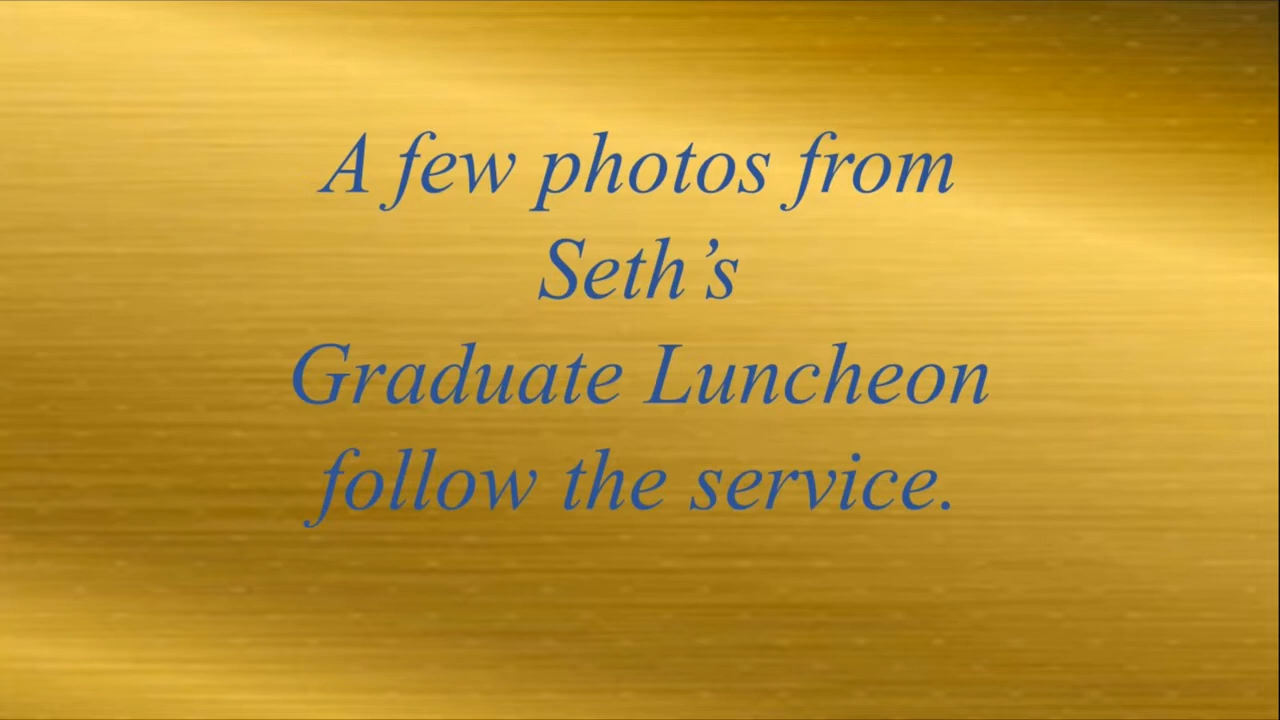 A few photos from
Seth’s
Graduate Luncheon
follow the service.